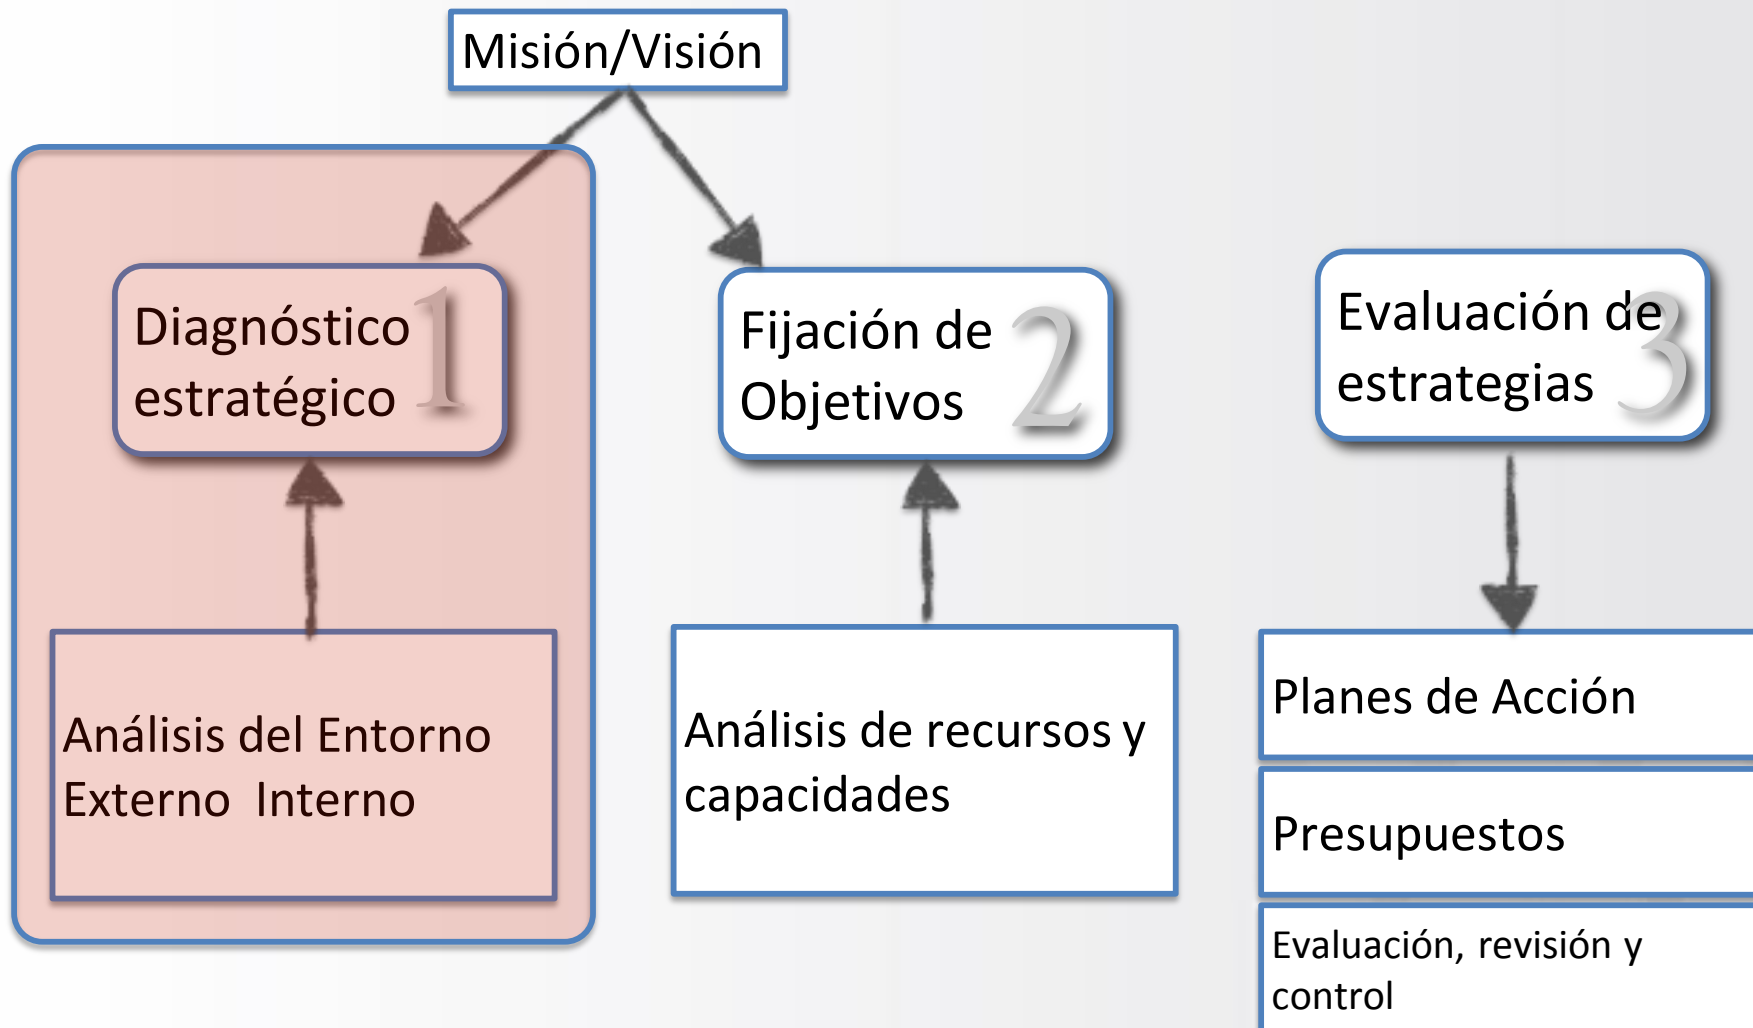 Misión/Visión
Diagnóstico
estratégico
1
Fijación de
Objetivos
2
Evaluación de
estrategias
3
Análisis del Entorno
Externo  Interno
Análisis de recursos y
capacidades
Planes de Acción
Presupuestos
Evaluación, revisión y
control